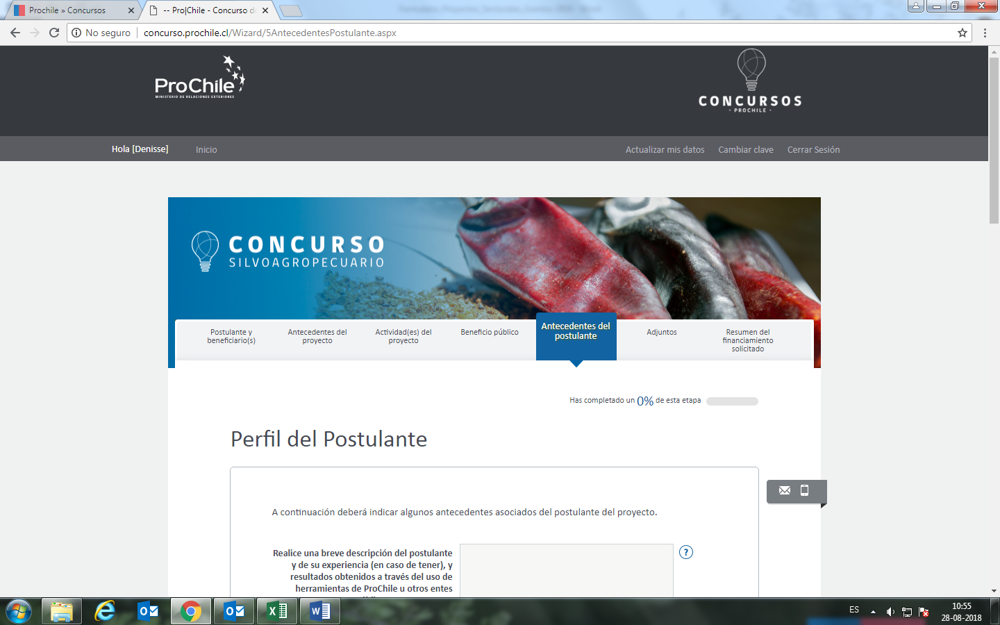 Prochile » Concursos
-- Pro|Chile - Concurso de
No seguro
concurso.prochile.cl/Wizard/5AntecedentesPostulante.aspx
ProChile
MINISTERIO DE RELACIONES EXTERIORES
CONCURSOS
· PROCHILE ·
Hola [Denisse]
Inicio
Actualizar mis datos
Cambiar clave
Cerrar Sesión
CONCURSO
SILVOAGROPECUARIO
Postulante y
beneficiario(s)
Antecedentes del
proyecto
Actividad(es) del
proyecto
Beneficio público
Antecedentes del
postulante
Adjuntos
Resumen del
financiamiento
solicitado
Has completado un 0% de esta etapa
Perfil del Postulante
A continuación deberá indicar algunos antecedentes asociados del postulante del proyecto.
Realice una breve descripción del postulante
y de su experiencia (en caso de tener), y
resultados obtenidos a través del uso de
herramientas de ProChile u otros entes
?
ES
10:55
28-08-2018